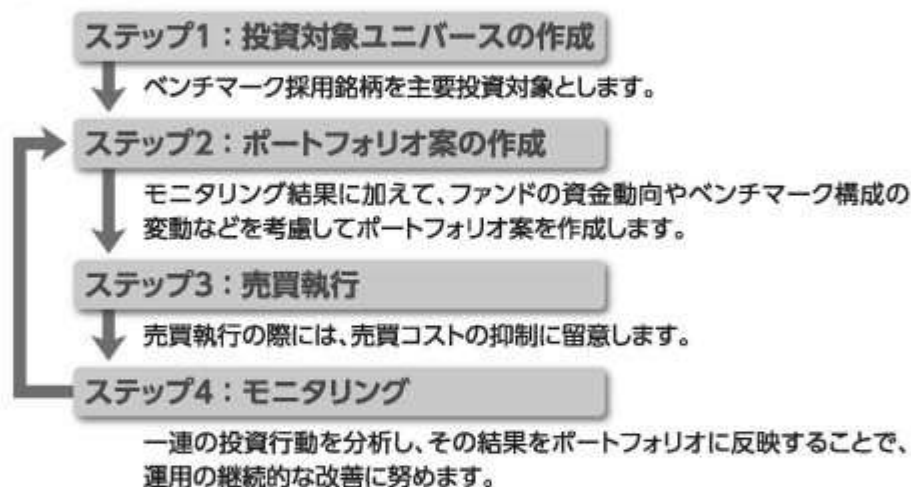 ステップ1：投資対象ユニバースの作成
ベンチマーク採用銘柄を主要投資対象とします。
ステップ2：ポートフォリオ案の作成
モニタリング結果に加えて、ファンドの資金動向やベンチマーク構成の
変動などを考慮してポートフォリオ案を作成します。
ステップ3：売買執行
売買執行の際には、売買コストの抑制に留意します。
ステップ4：モニタリング
一連の投資行動を分析し、その結果をポートフォリオに反映することで、
運用の継続的な改善に努めます。